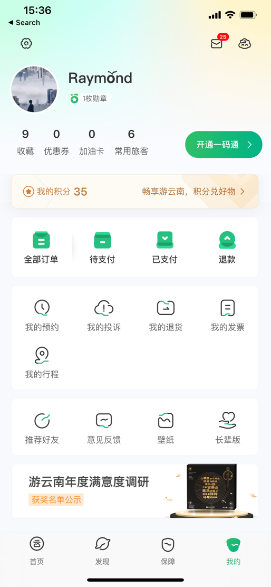 15:36
Search
25
Raymond
1枚勋章
9
0
0
6
收藏
优惠券
加油卡
常用旅客
开通一码通
我的积分 35
畅享游云南，积分兑好物
全部订单
待支付
已支付
退款
我的预约
我的投诉
我的退货
我的发票
我的行程
推荐好友
意见反馈
壁纸
长辈版
游云南年度满意度调研
获奖名单公示
首页
发现
保障
我的